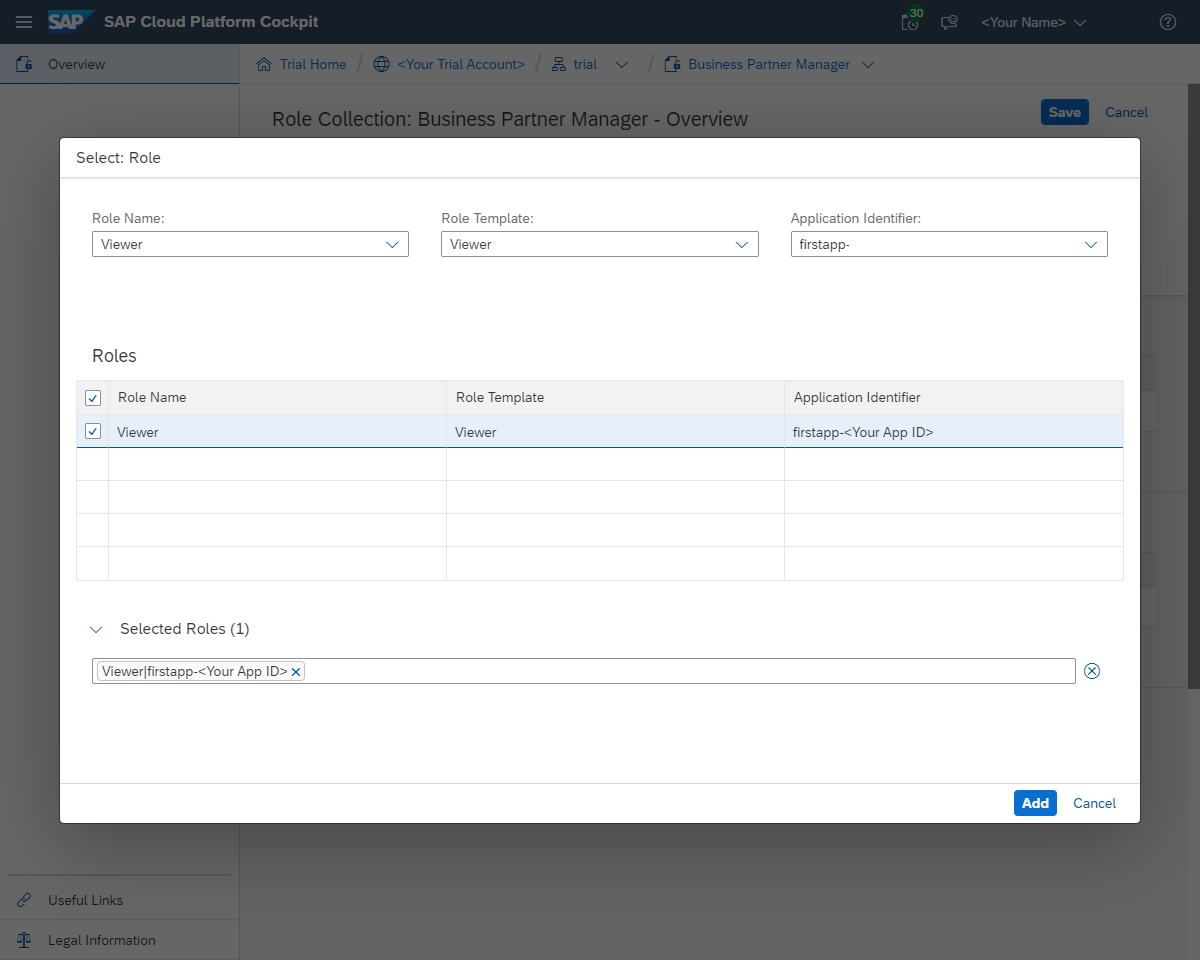 SAP SAP Cloud Platform Cockpit 30 <Your Name>
Overview
Trial Home / <Your Trial Account> / trial / Business Partner Manager
Role Collection: Business Partner Manager - Overview
Save Cancel
Select: Role
Role Name: Role Template: Application Identifier:
Viewer Viewer firstapp-
Roles
Role Name Role Template Application Identifier
Viewer Viewer firstapp-<Your App ID>
Selected Roles (1)
Viewer|firstapp-<Your App ID>
Add Cancel
Useful Links
Legal Information